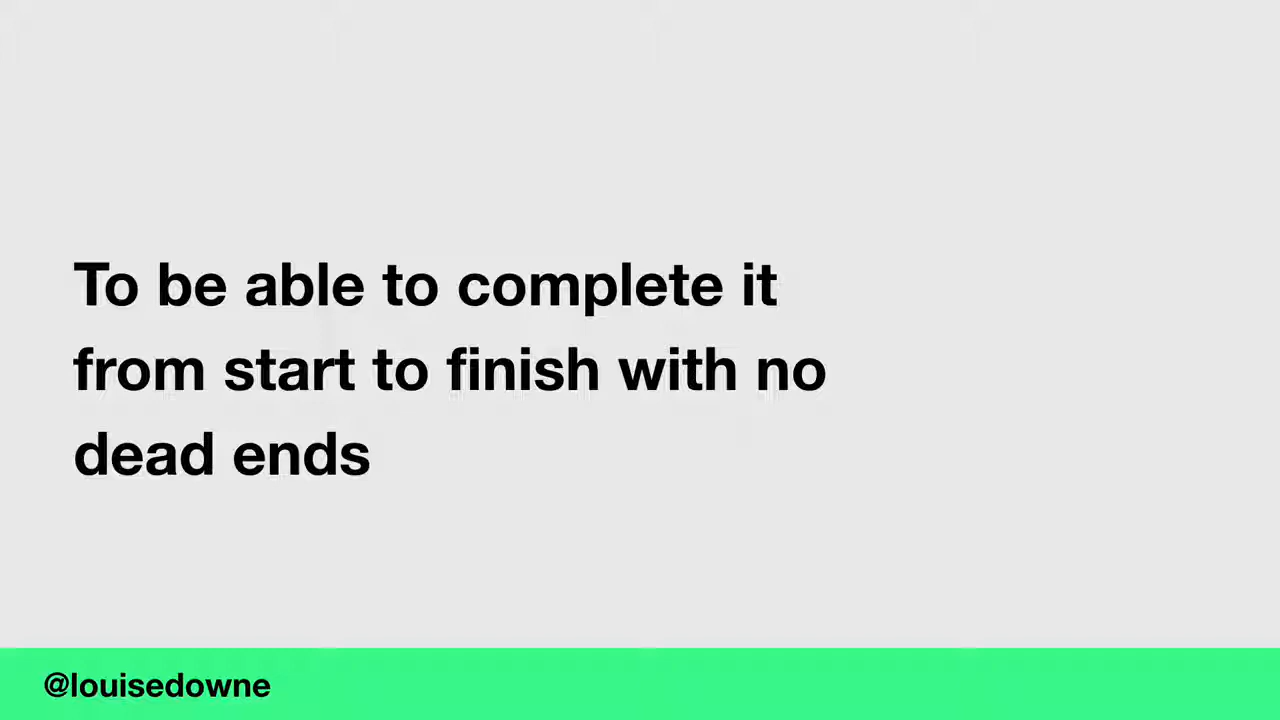 To be able to complete it
from start to finish with no
dead ends
@louisedowne